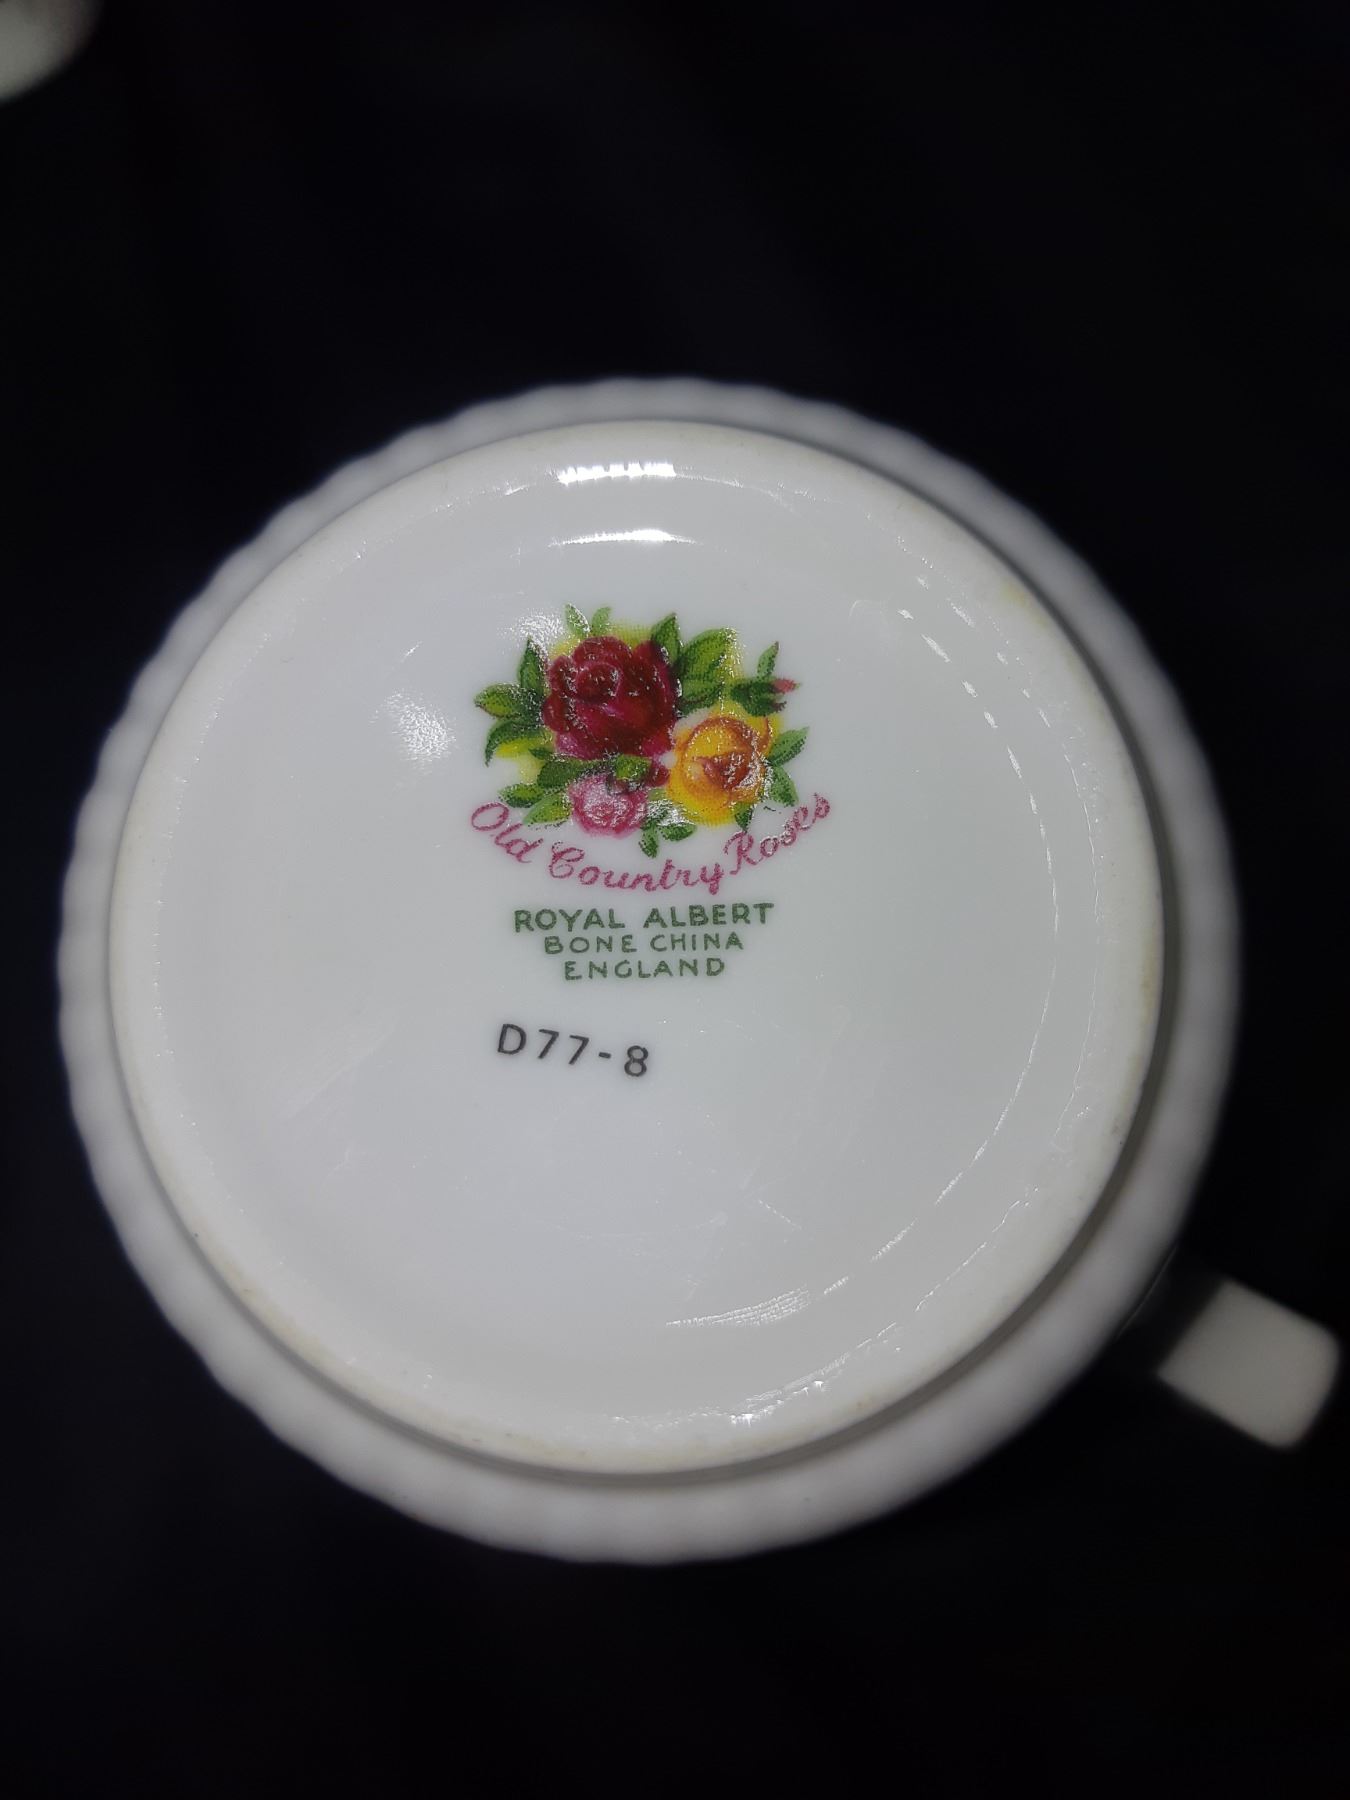 Old Country Roses
ROYAL ALBERT
BONE CHINA
ENGLAND
D77-8